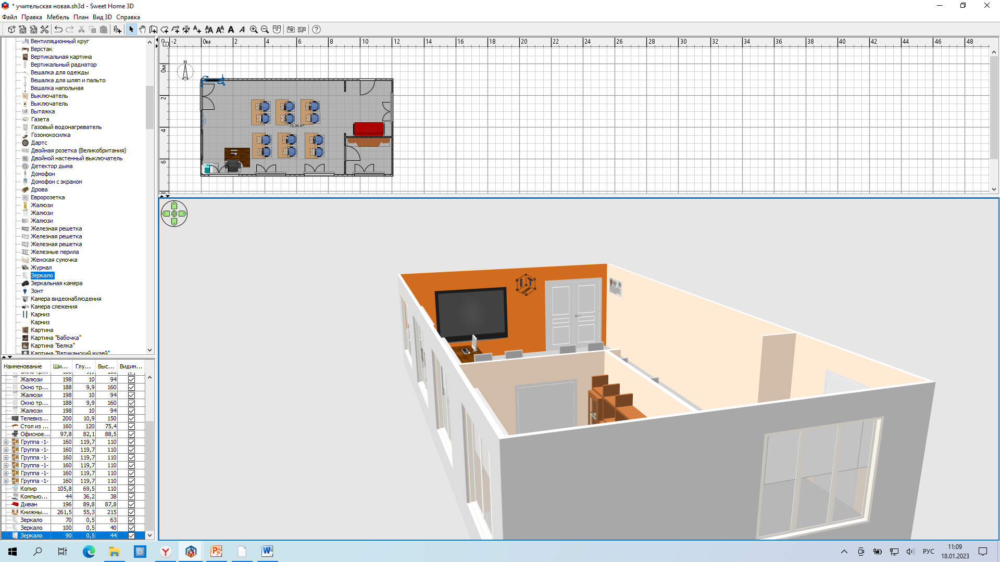 * учительская новая.sh3d - Sweet Home 3D
Файл Правка Мебель План Вид 3D Справка
Вентиляционный круг
Верстак
Вертикальная картина
Вертикальный радиатор
Вешалка для одежды
Вешалка для шляп и пальто
Вешалка напольная
Выключатель
Выключатель
Вытяжка
Газета
Газовый водонагреватель
Гозонокосилка
Дартс
Двойная розетка (Великобритания)
Двойной настенный выключатель
Детектор дыма
Домофон
Домофон с экраном
Дрова
Евророзетка
Жалюзи
Жалюзи
Жалюзи
Железная решетка
Железная решетка
Железная решетка
Железные перила
Женская сумочка
Журнал
Зеркало
Зеркальная камера
Зонт
Камера видеонаблюдения
Камера слежения
Карниз
Карниз
Картина
Картина "Бабочка"
Картина "Белка"
Картина "Ватиканский музей"
Наименование Ши... Глу... Выс... Видим...
Окно тр... 188 9,9 160
Жалюзи 198 10 94
Окно тр... 188 9,9 160
Жалюзи 198 10 94
Окно тр... 188 9,9 160
Жалюзи 198 10 94
Телевиз... 200 10,9 150
Стол из ... 160 120 75,4
Офисное... 97,8 82,1 88,5
Группа -1- 160 119,7 110
Группа -1- 160 119,7 110
Группа -1- 160 119,7 110
Группа -1- 160 119,7 110
Группа -1- 160 119,7 110
Группа -1- 160 119,7 110
Копир 105,8 69,5 110
Компью... 44 36,2 38
Диван 196 89,8 87,8
Книжны... 261,5 55,3 215
Зеркало 70 0,5 63
Зеркало 100 0,5 40
Зеркало 90 0,5 44
-2 0м 2 4 6 8 10 12 14 16 18 20 22 24 26 28 30 32 34 36 38 40 42 44 46 48
0м
2
4
6
8
N
72,36 м²
IT
РУС
11:09
18.01.2023